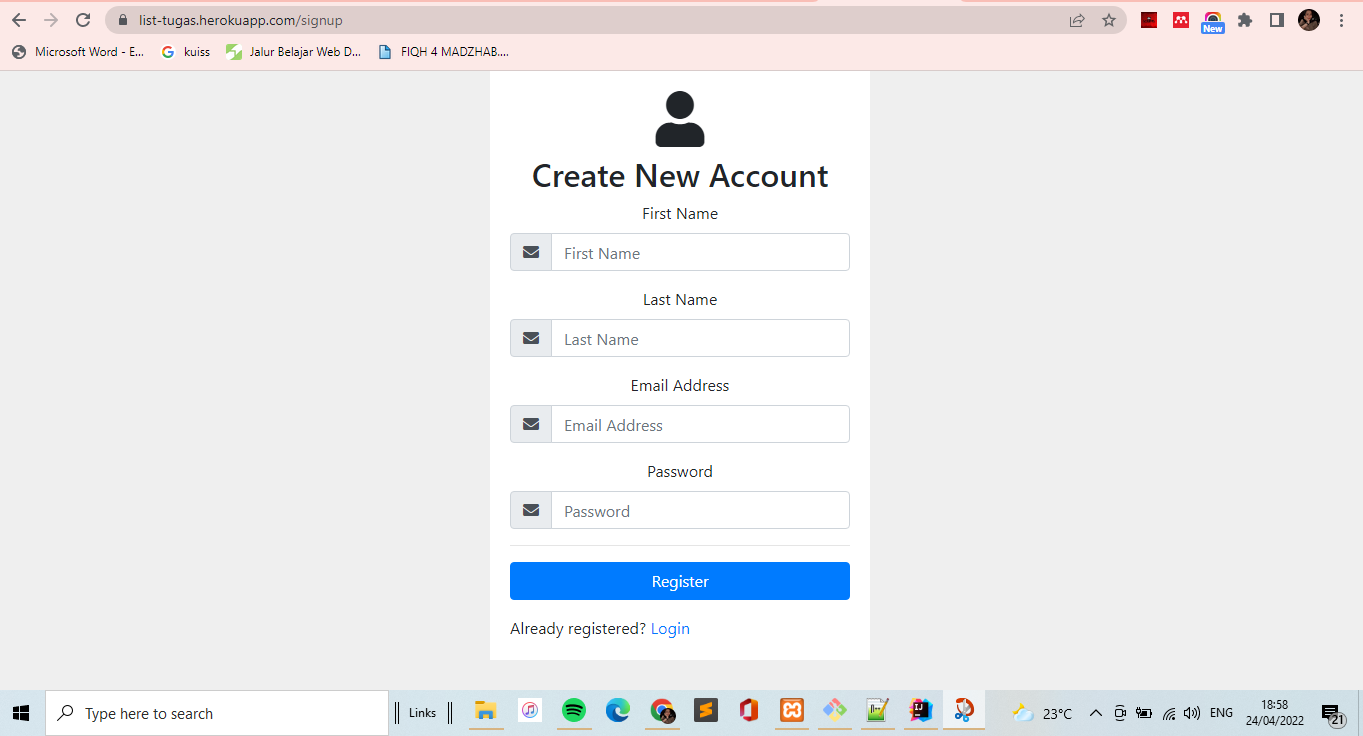 list-tugas.herokuapp.com/signup
New
Microsoft Word - E...
kuiss
Jalur Belajar Web D...
FIQH 4 MADZHAB....
Create New Account
First Name
First Name
Last Name
Last Name
Email Address
Email Address
Password
Password
Register
Already registered? Login
Type here to search
Links
23°C
ENG
18:58
24/04/2022
21